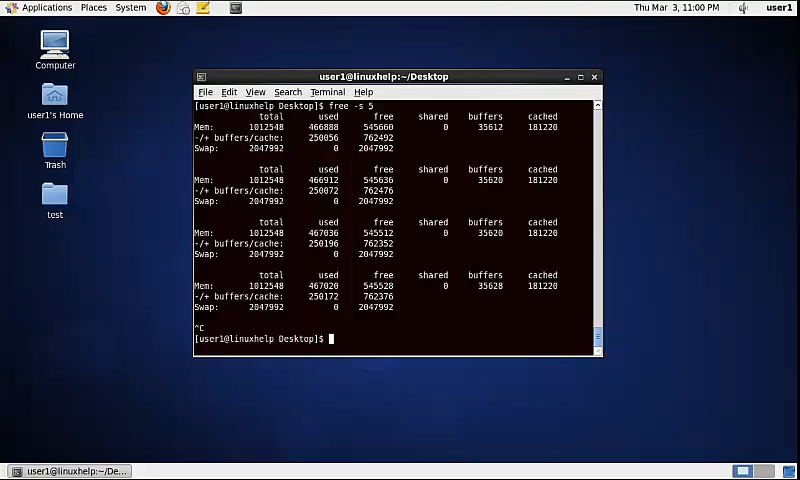 Applications Places System Thu Mar 3, 11:00 PM user1
Computer
user1's Home
Trash
test
user1@linuxhelp:~/Desktop
File Edit View Search Terminal Help
[user1@linuxhelp Desktop]$ free -s 5
total used free shared buffers cached
Mem: 1012548 466888 545660 0 35612 181220
-/+ buffers/cache: 250056 762492
Swap: 2047992 0 2047992
total used free shared buffers cached
Mem: 1012548 466912 545636 0 35620 181220
-/+ buffers/cache: 250072 762476
Swap: 2047992 0 2047992
total used free shared buffers cached
Mem: 1012548 467036 545512 0 35620 181220
-/+ buffers/cache: 250196 762352
Swap: 2047992 0 2047992
total used free shared buffers cached
Mem: 1012548 467020 545528 0 35628 181220
-/+ buffers/cache: 250172 762376
Swap: 2047992 0 2047992
^C
[user1@linuxhelp Desktop]$
user1@linuxhelp:~/De...